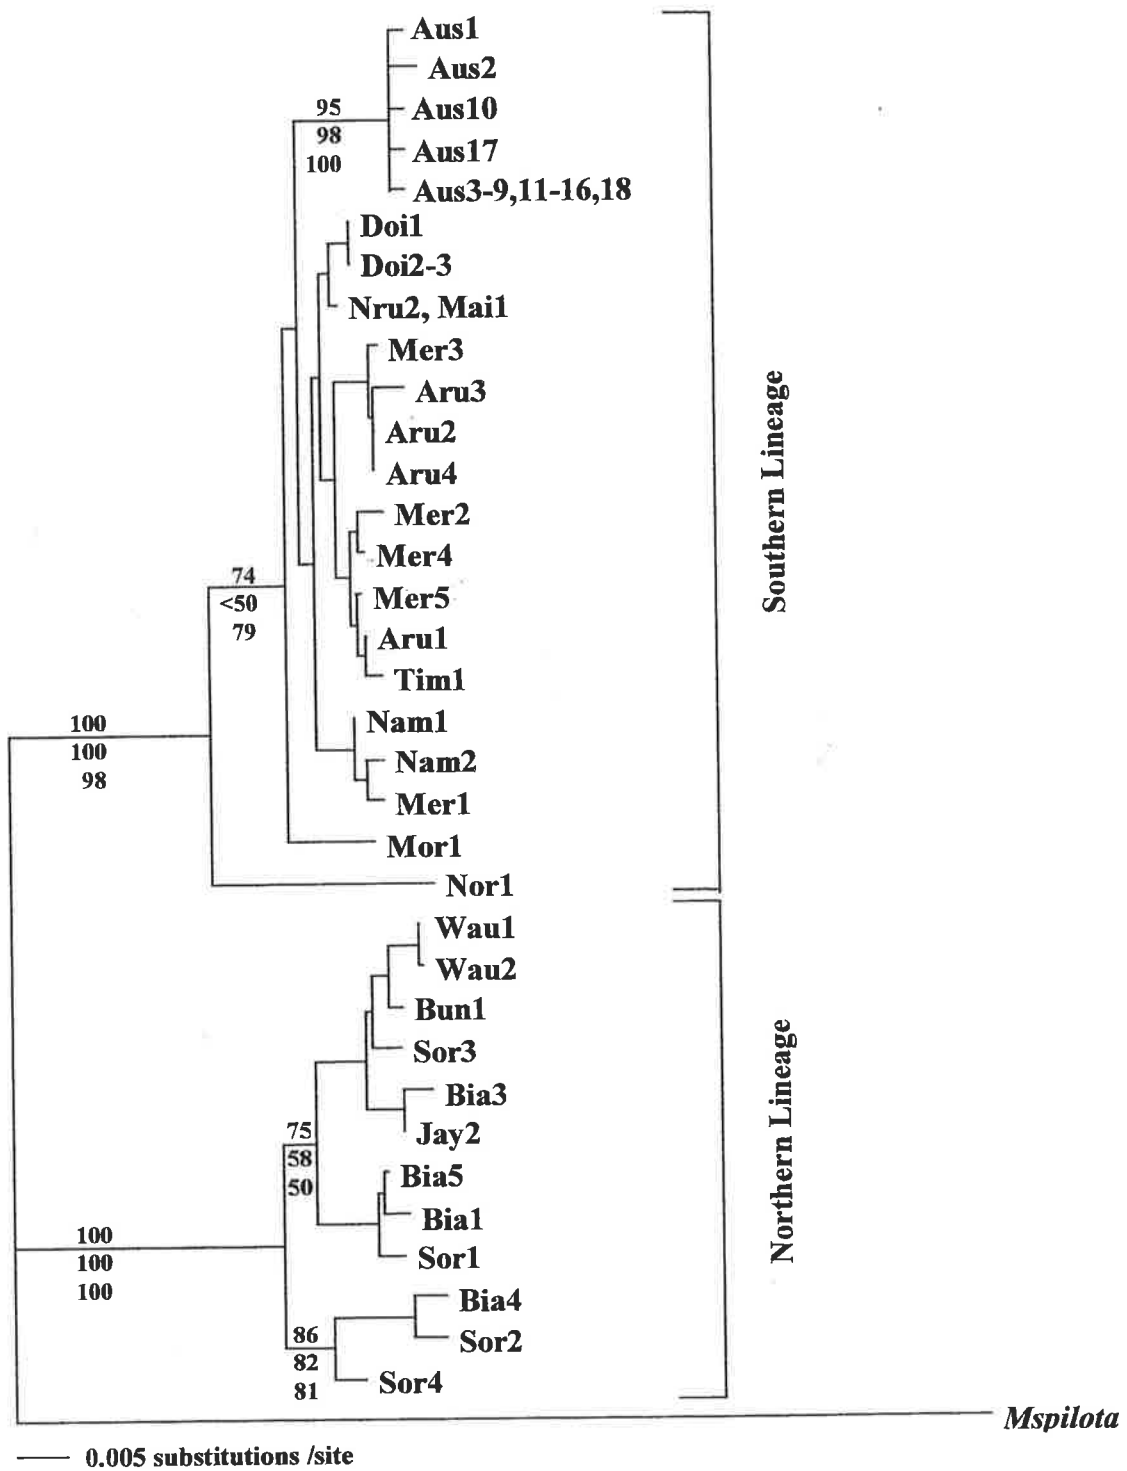 Aus1
Aus2
95
Aus10
98
Aus17
100
Aus3-9,11-16,18
Doi1
Doi2-3
Nru2, Mai1
Mer3
Aru3
Aru2
Aru4
Mer2
Mer4
74
Mer5
<50
79
Aru1
Tim1
Southern Lineage
100
Nam1
100
Nam2
98
Mer1
Mor1
Nor1
Wau1
Wau2
Bun1
Sor3
Bia3
75
Jay2
58
Bia5
50
Bia1
Northern Lineage
100
Sor1
100
100
Bia4
86
Sor2
82
Sor4
81
Mspilota
0.005 substitutions /site